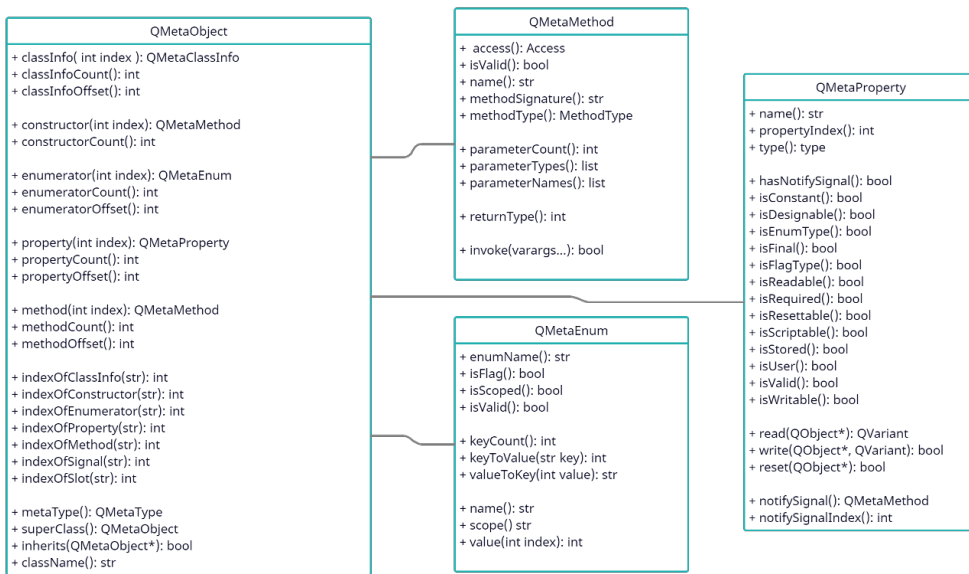 QMetaObject
+ classInfo( int index ): QMetaClassInfo
+ classInfoCount(): int
+ classInfoOffset(): int
+ constructor(int index): QMetaMethod
+ constructorCount(): int
+ enumerator(int index): QMetaEnum
+ enumeratorCount(): int
+ enumeratorOffset(): int
+ property(int index): QMetaProperty
+ propertyCount(): int
+ propertyOffset(): int
+ method(int index): QMetaMethod
+ methodCount(): int
+ methodOffset(): int
+ indexOfClassInfo(str): int
+ indexOfConstructor(str): int
+ indexOfEnumerator(str): int
+ indexOfProperty(str): int
+ indexOfMethod(str): int
+ indexOfSignal(str): int
+ indexOfSlot(str): int
+ metaType(): QMetaType
+ superClass(): QMetaObject
+ inherits(QMetaObject*): bool
+ className(): str
QMetaMethod
+ access(): Access
+ isValid(): bool
+ name(): str
+ methodSignature(): str
+ methodType(): MethodType
+ parameterCount(): int
+ parameterTypes(): list
+ parameterNames(): list
+ returnType(): int
+ invoke(varargs...): bool
QMetaEnum
+ enumName(): str
+ isFlag(): bool
+ isScoped(): bool
+ isValid(): bool
+ keyCount(): int
+ keyToValue(str key): int
+ valueToKey(int value): str
+ name(): str
+ scope() str
+ value(int index): int
QMetaProperty
+ name(): str
+ propertyIndex(): int
+ type(): type
+ hasNotifySignal(): bool
+ isConstant(): bool
+ isDesignable(): bool
+ isEnumType(): bool
+ isFinal(): bool
+ isFlagType(): bool
+ isReadable(): bool
+ isRequired(): bool
+ isResettable(): bool
+ isScriptable(): bool
+ isStored(): bool
+ isUser(): bool
+ isValid(): bool
+ isWritable(): bool
+ read(QObject*): QVariant
+ write(QObject*, QVariant): bool
+ reset(QObject*): bool
+ notifySignal(): QMetaMethod
+ notifySignalIndex(): int